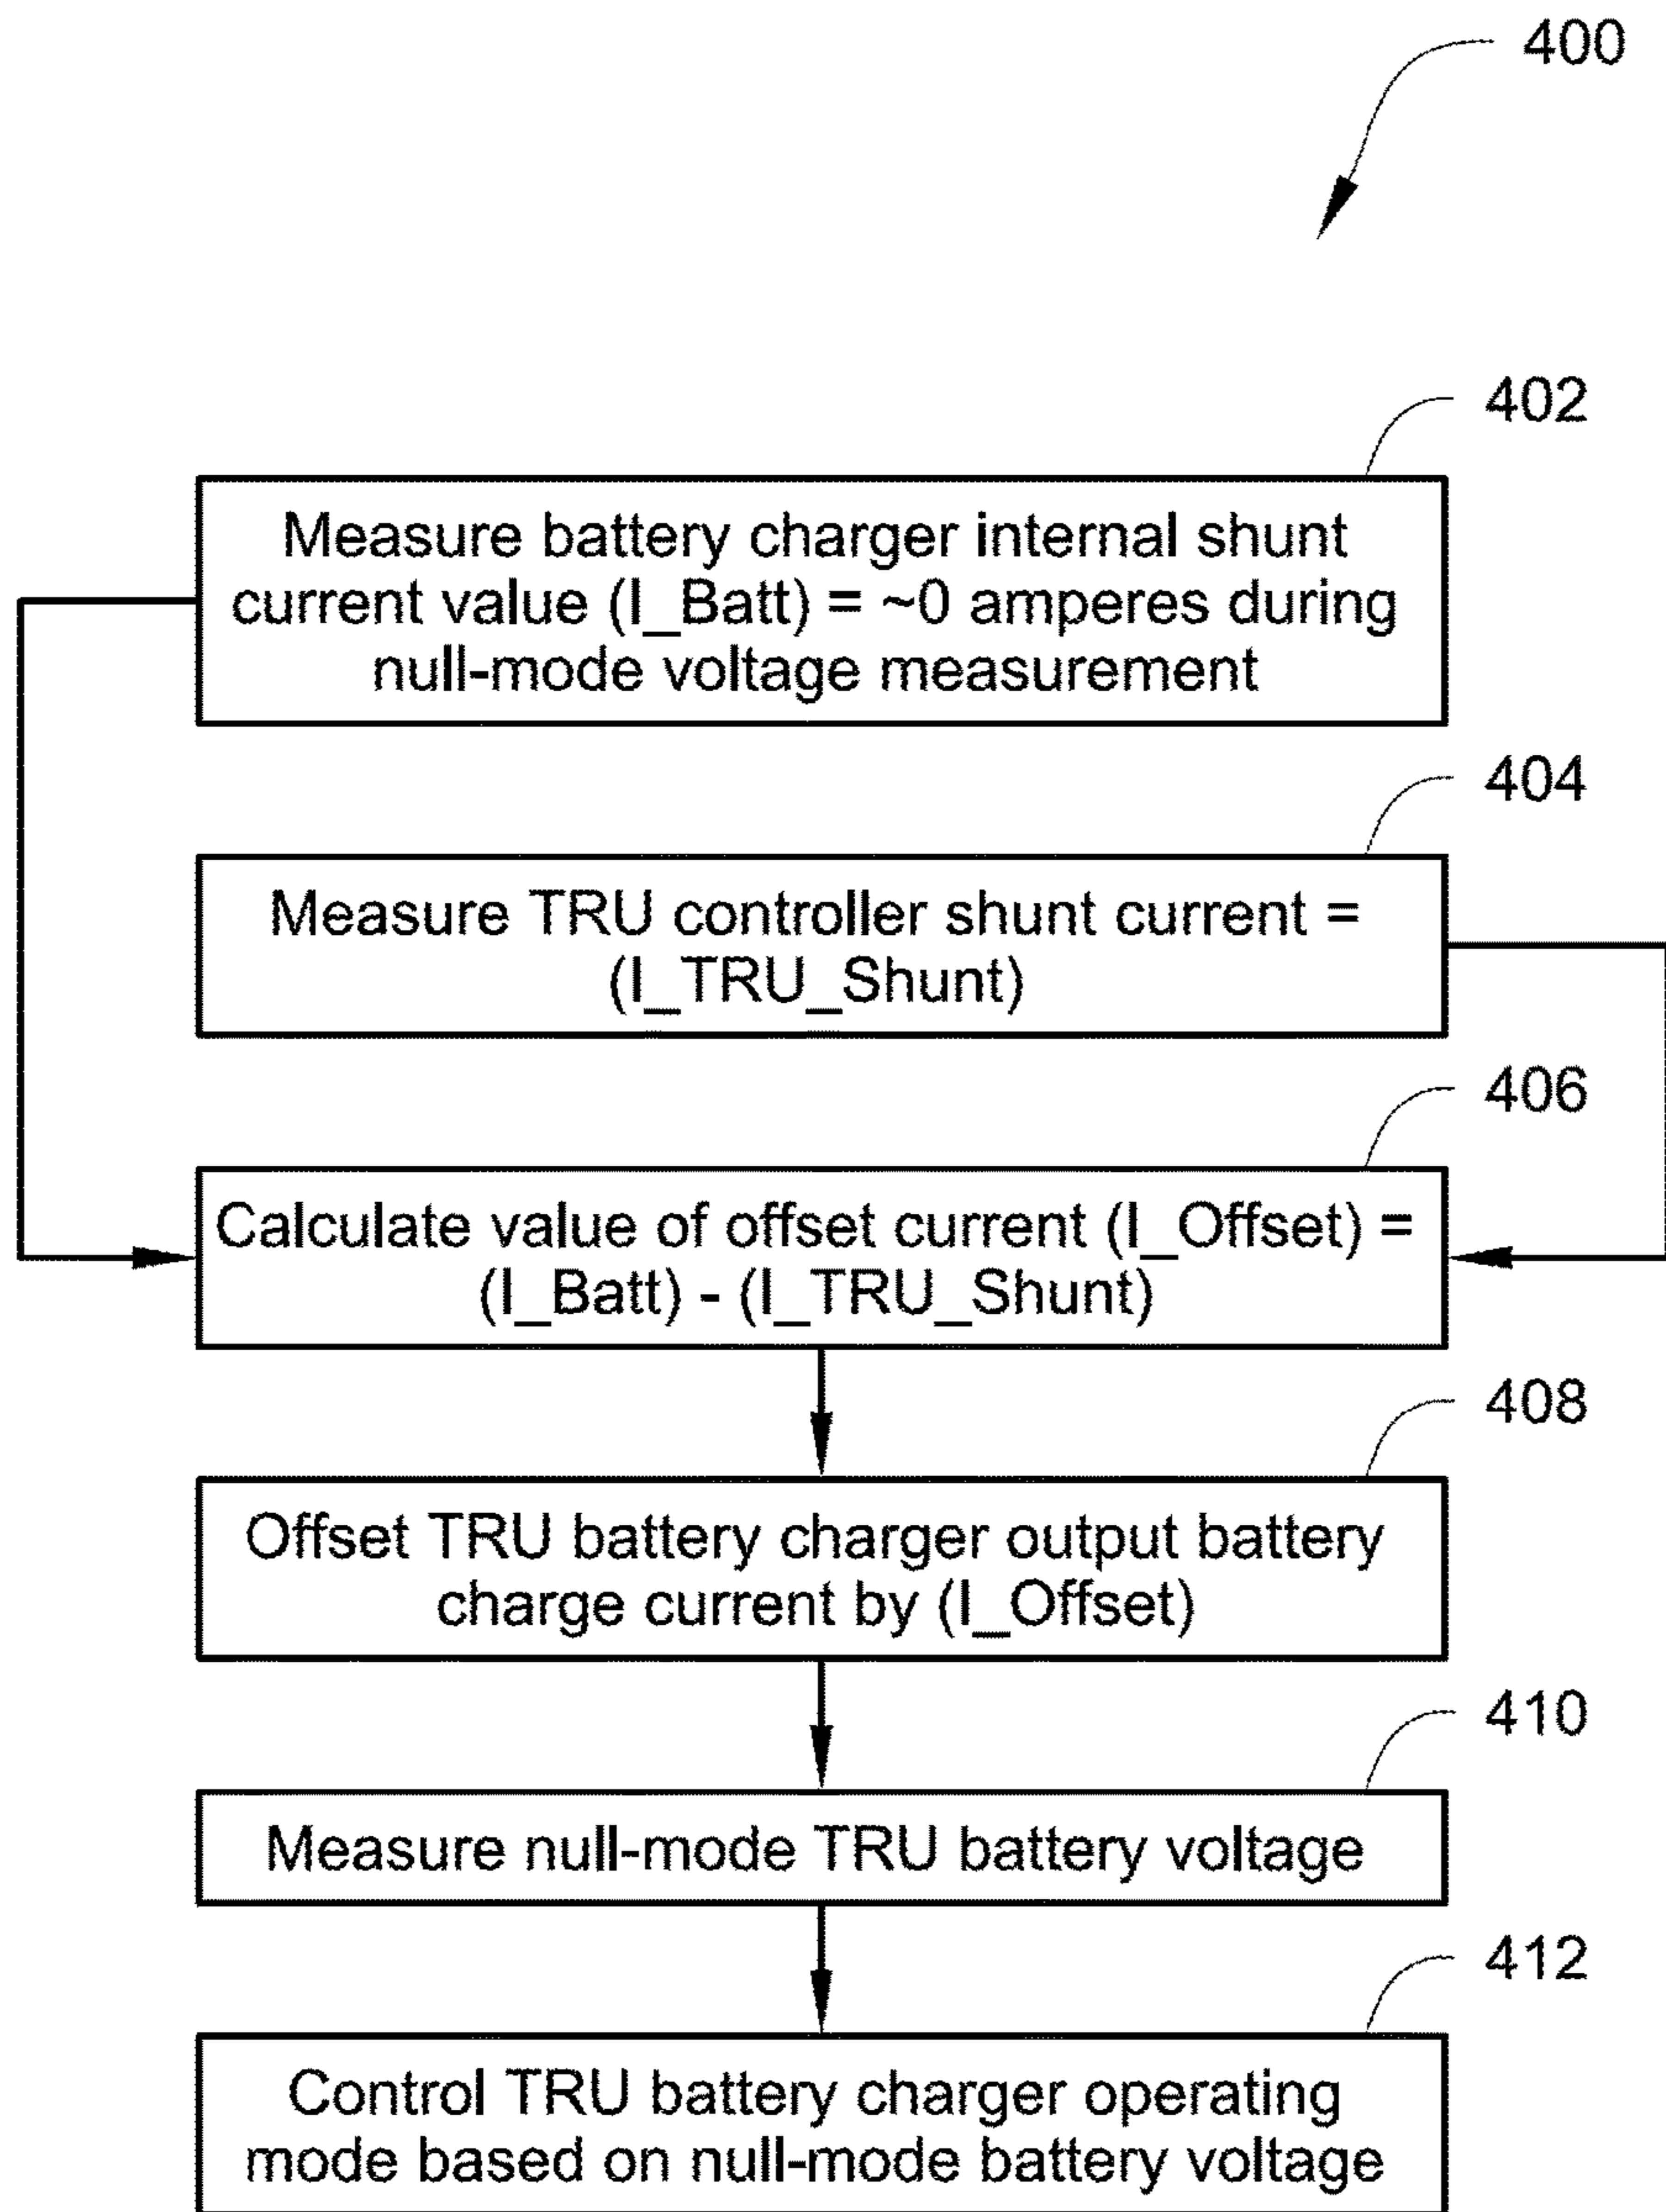 400
402
Measure battery charger internal shunt
current value (I_Batt) = ~0 amperes during
null-mode voltage measurement
404
Measure TRU controller shunt current =
(I_TRU_Shunt)
406
Calculate value of offset current (I_Offset) =
(I_Batt) - (I_TRU_Shunt)
408
Offset TRU battery charger output battery
charge current by (I_Offset)
410
Measure null-mode TRU battery voltage
412
Control TRU battery charger operating
mode based on null-mode battery voltage